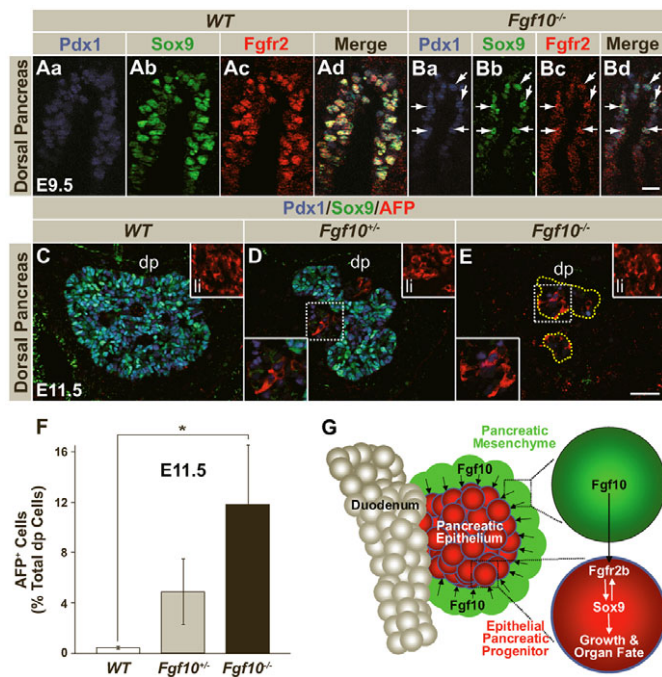 WT Fgf10-/-
Pdx1 Sox9 Fgfr2 Merge Pdx1 Sox9 Fgfr2 Merge
Dorsal Pancreas
Aa Ab Ac Ad Ba Bb Bc Bd
E9.5
Pdx1/Sox9/AFP
WT Fgf10+/- Fgf10-/-
Dorsal Pancreas
C dp li D dp li E dp li
E11.5
F
AFP+ Cells
(% Total dp Cells)
16
12
8
4
0
*
E11.5
WT Fgf10+/- Fgf10-/-
G
Pancreatic
Mesenchyme
Fgf10
Duodenum
Pancreatic
Epithelium
Fgf10
Epithelial
Pancreatic
Progenitor
Fgf10
Fgfr2b
Sox9
Growth &
Organ Fate